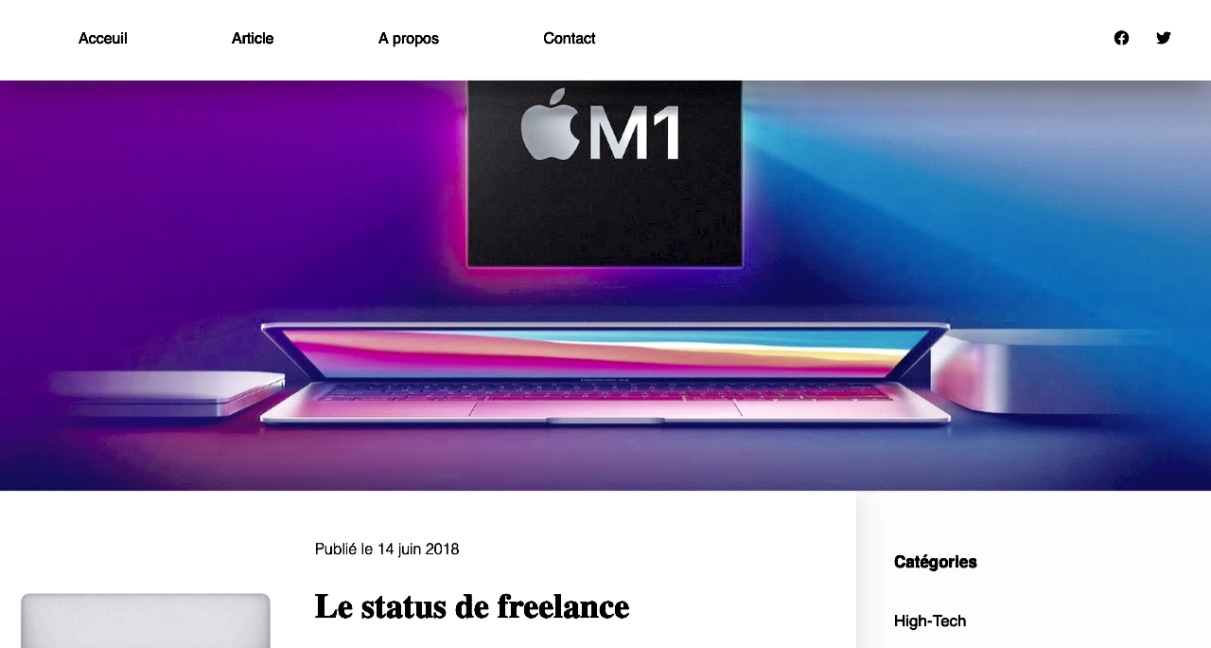 Acceuil Article A propos Contact
M1
Publié le 14 juin 2018
Le status de freelance
Catégories
High-Tech